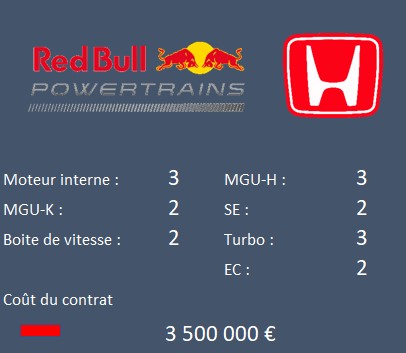 Red Bull
POWERTRAINS
Moteur interne : 3 MGU-H : 3
MGU-K : 2 SE : 2
Boite de vitesse : 2 Turbo : 3
EC : 2
Coût du contrat
3 500 000 €